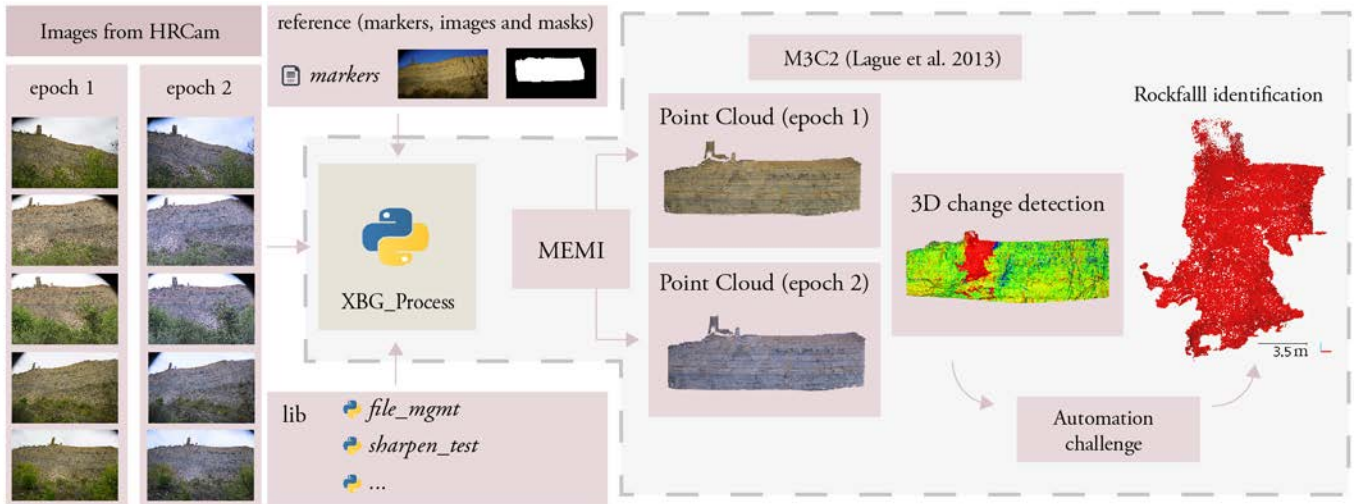 Images from HRCam
epoch 1
epoch 2
reference (markers, images and masks)
markers
XBG_Process
lib
file_mgmt
sharpen_test
...
MEMI
M3C2 (Lague et al. 2013)
Point Cloud (epoch 1)
Point Cloud (epoch 2)
3D change detection
Rockfalll identification
3.5 m
Automation
challenge